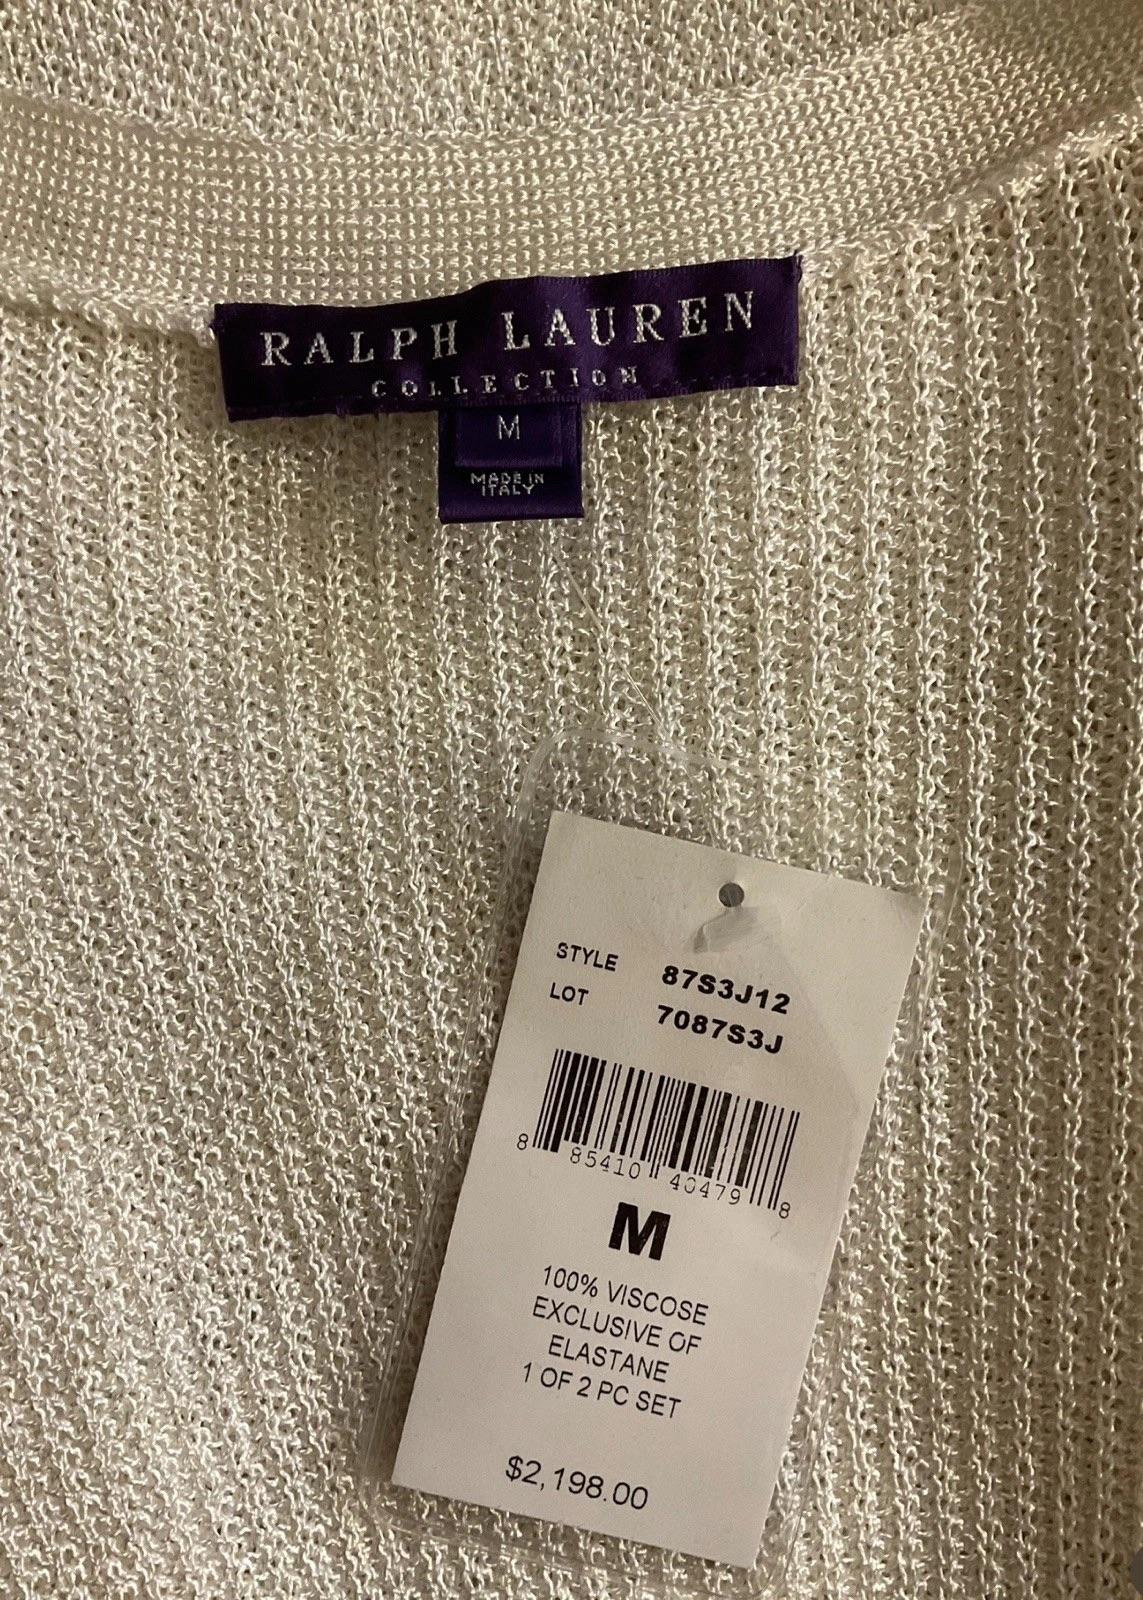 RALPH LAUREN
COLLECTION
M
MADE IN
ITALY
STYLE 87S3J12
LOT 7087S3J
8 85410 40479 8
M
100% VISCOSE
EXCLUSIVE OF
ELASTANE
1 OF 2 PC SET
$2,198.00